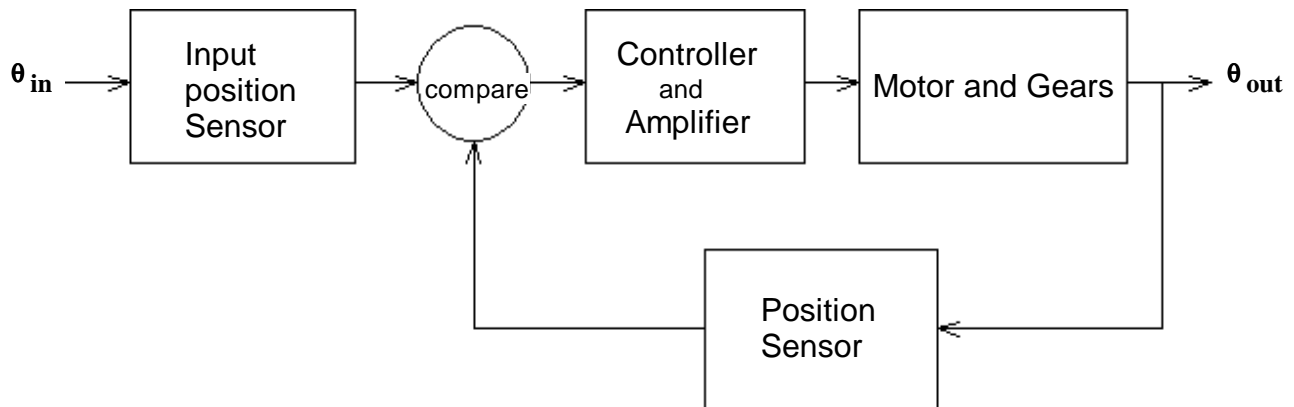 θ in
Input
position
Sensor
compare
Controller
and
Amplifier
Motor and Gears
θ out
Position
Sensor